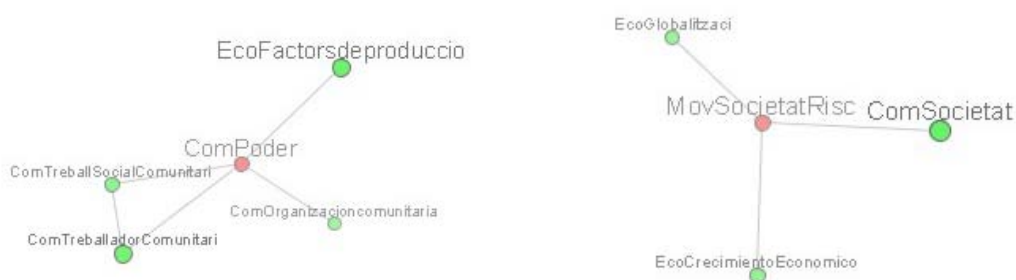 EcoFactorsdeproduccio
ComPoder
ComTreballSocialComunitari
ComOrganizacioncomunitaria
ComTreballadorComunitari
EcoGlobalitzaci
MovSocietatRisc
ComSocietat
EcoCrecimientoEconomico